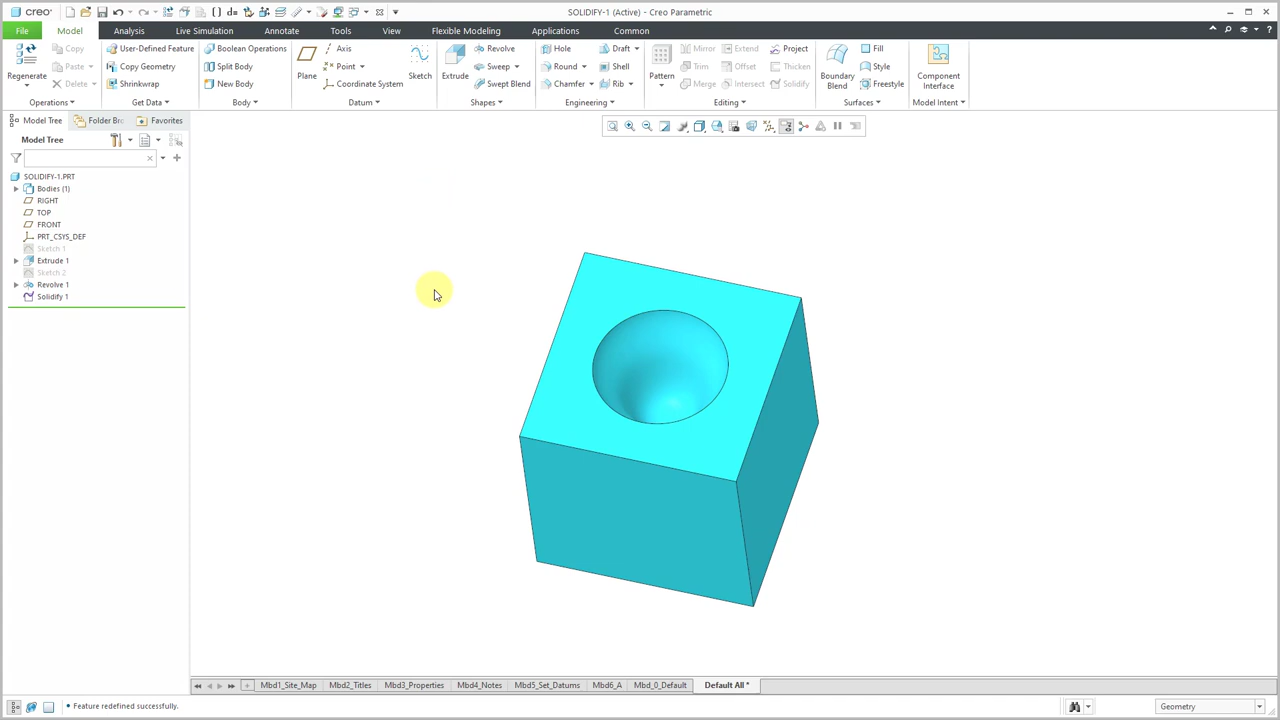 creo
SOLIDIFY-1 (Active) - Creo Parametric
File Model Analysis Live Simulation Annotate Tools View Flexible Modeling Applications Common
Regenerate
Copy
Paste
Delete
Operations
User-Defined Feature
Copy Geometry
Shrinkwrap
Get Data
Boolean Operations
Split Body
New Body
Body
Plane
Axis
Point
Coordinate System
Sketch
Datum
Extrude
Revolve
Sweep
Swept Blend
Shapes
Hole
Round
Chamfer
Draft
Shell
Rib
Engineering
Pattern
Mirror
Trim
Merge
Extend
Offset
Intersect
Project
Thicken
Solidify
Editing
Boundary
Blend
Fill
Style
Freestyle
Surfaces
Component
Interface
Model Intent
Model Tree Folder Bro Favorites
Model Tree
SOLIDIFY-1.PRT
Bodies (1)
RIGHT
TOP
FRONT
PRT_CSYS_DEF
Sketch 1
Extrude 1
Sketch 2
Revolve 1
Solidify 1
Mbd1_Site_Map Mbd2_Titles Mbd3_Properties Mbd4_Notes Mbd5_Set_Datums Mbd6_A Mbd_0_Default Default All *
• Feature redefined successfully.
Geometry